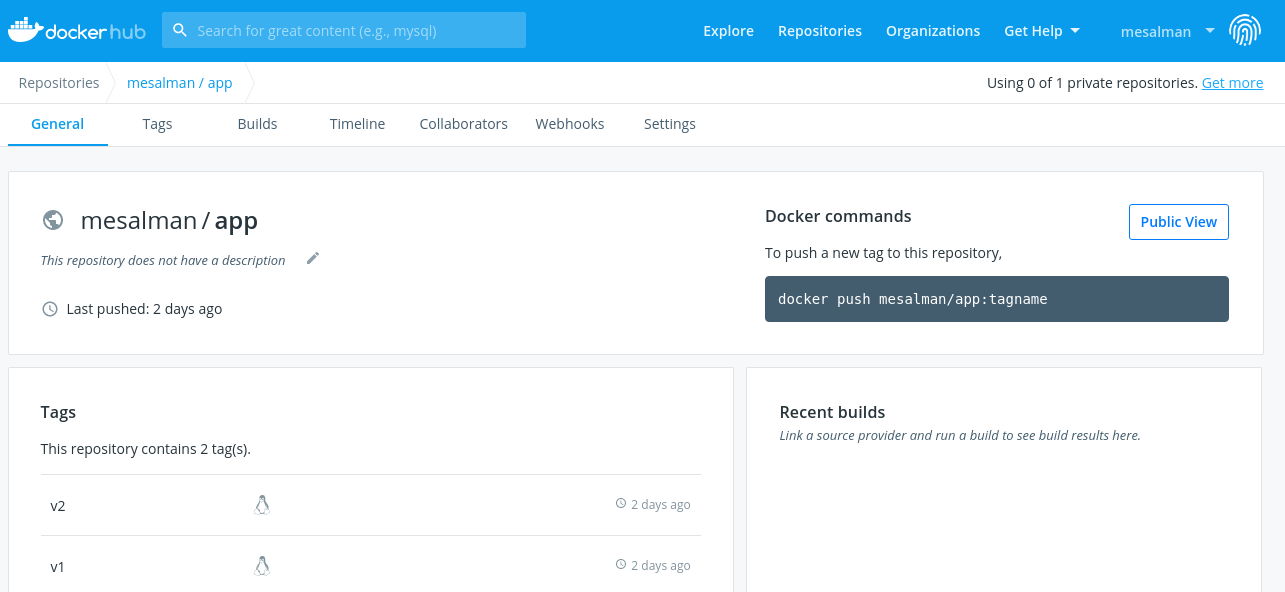 dockerhub Search for great content (e.g., mysql) Explore Repositories Organizations Get Help mesalman
Repositories mesalman / app Using 0 of 1 private repositories. Get more
General Tags Builds Timeline Collaborators Webhooks Settings
mesalman / app
This repository does not have a description
Last pushed: 2 days ago
Docker commands
Public View
To push a new tag to this repository,
docker push mesalman/app:tagname
Tags
This repository contains 2 tag(s).
v2 2 days ago
v1 2 days ago
Recent builds
Link a source provider and run a build to see build results here.